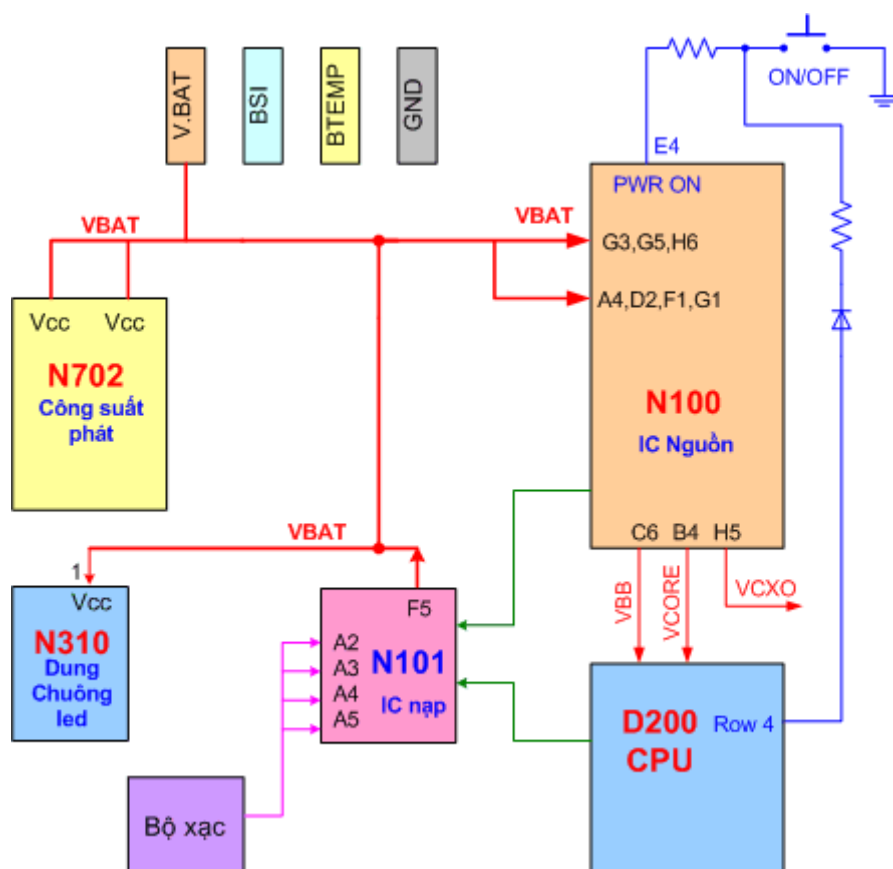 V.BAT
BSI
BTEMP
GND
ON/OFF
E4
PWR ON
VBAT
VBAT
G3,G5,H6
A4,D2,F1,G1
Vcc
Vcc
N702
Công suất
phát
N100
IC Nguồn
VBAT
C6
B4
H5
1
Vcc
N310
Dung
Chuông
led
F5
A2
A3
A4
A5
N101
IC nạp
VBB
VCORE
VCXO
D200
CPU
Row 4
Bộ xạc